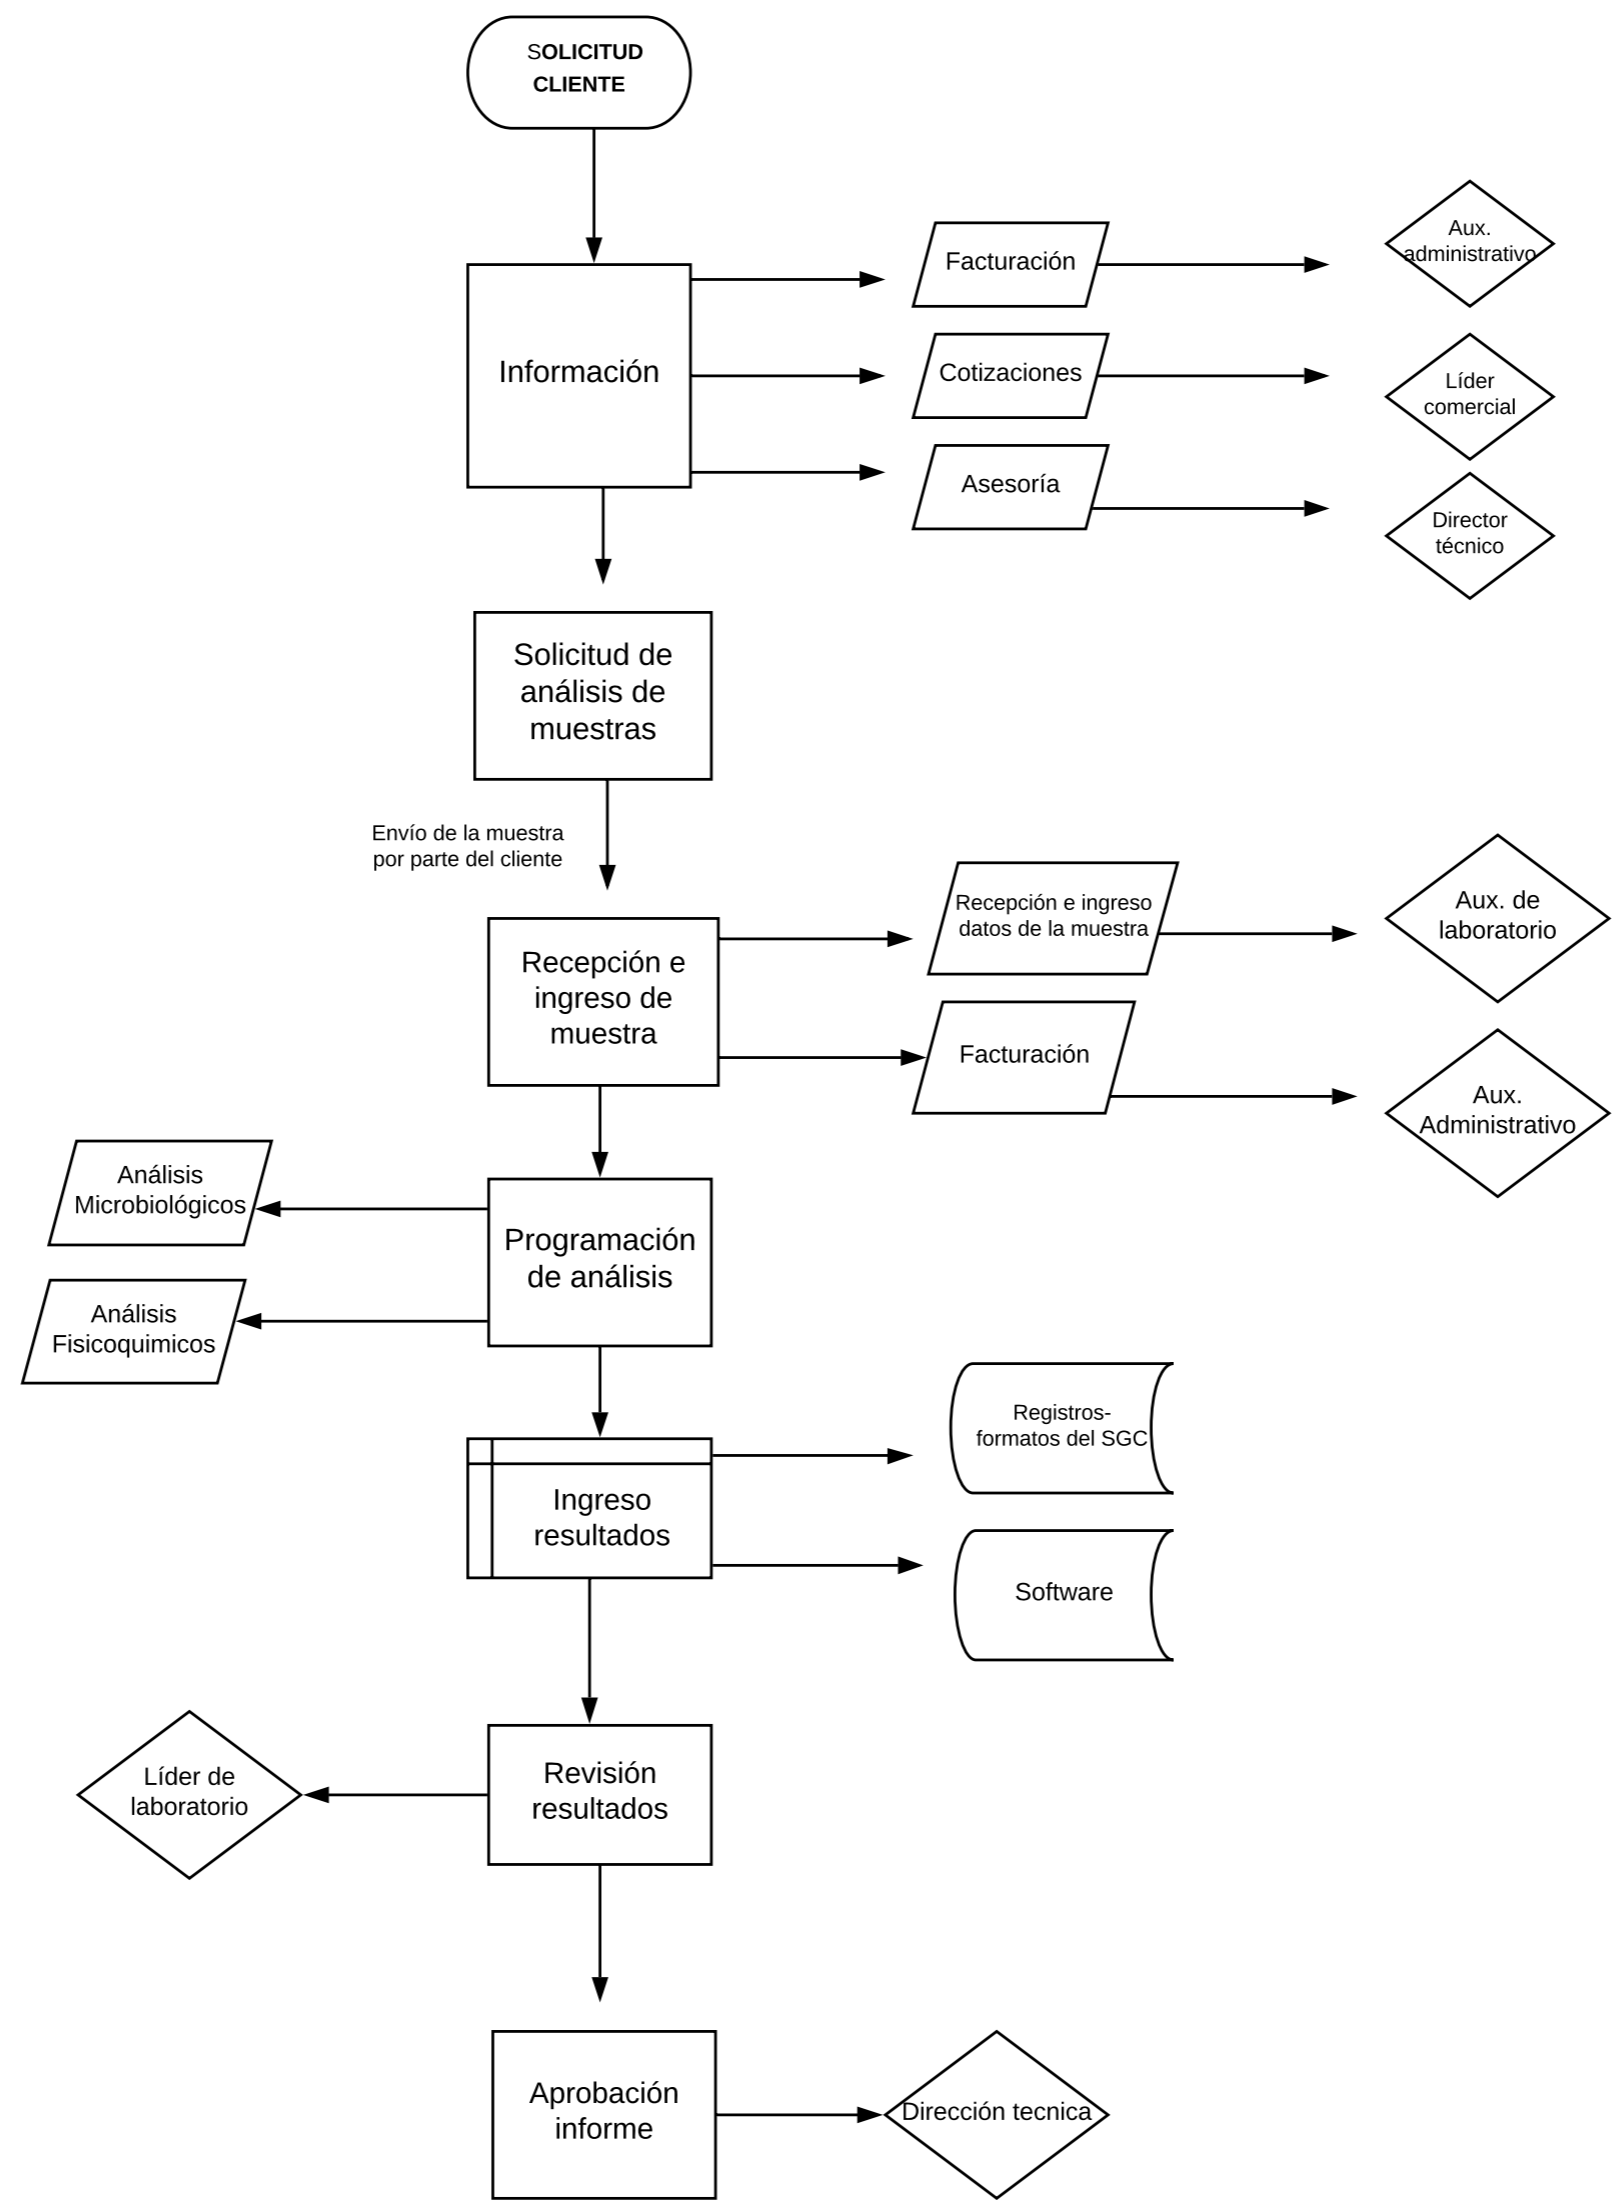 SOLICITUD
CLIENTE
Información
Facturación
Aux.
administrativo
Cotizaciones
Líder
comercial
Asesoría
Director
técnico
Solicitud de
análisis de
muestras
Envío de la muestra
por parte del cliente
Recepción e
ingreso de
muestra
Recepción e ingreso
datos de la muestra
Aux. de
laboratorio
Facturación
Aux.
Administrativo
Análisis
Microbiológicos
Análisis
Fisicoquimicos
Programación
de análisis
Ingreso
resultados
Registros-
formatos del SGC
Software
Líder de
laboratorio
Revisión
resultados
Aprobación
informe
Dirección tecnica